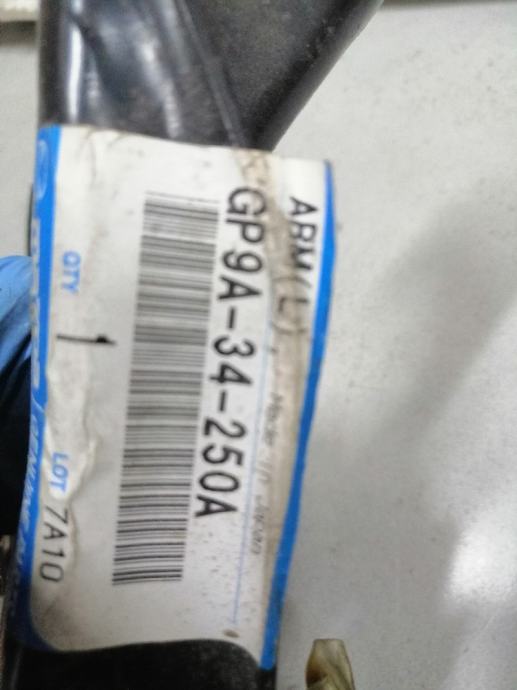 ARM(L)
Made in Japan
GP9A-34-250A
QTY 1
LOT 7A10